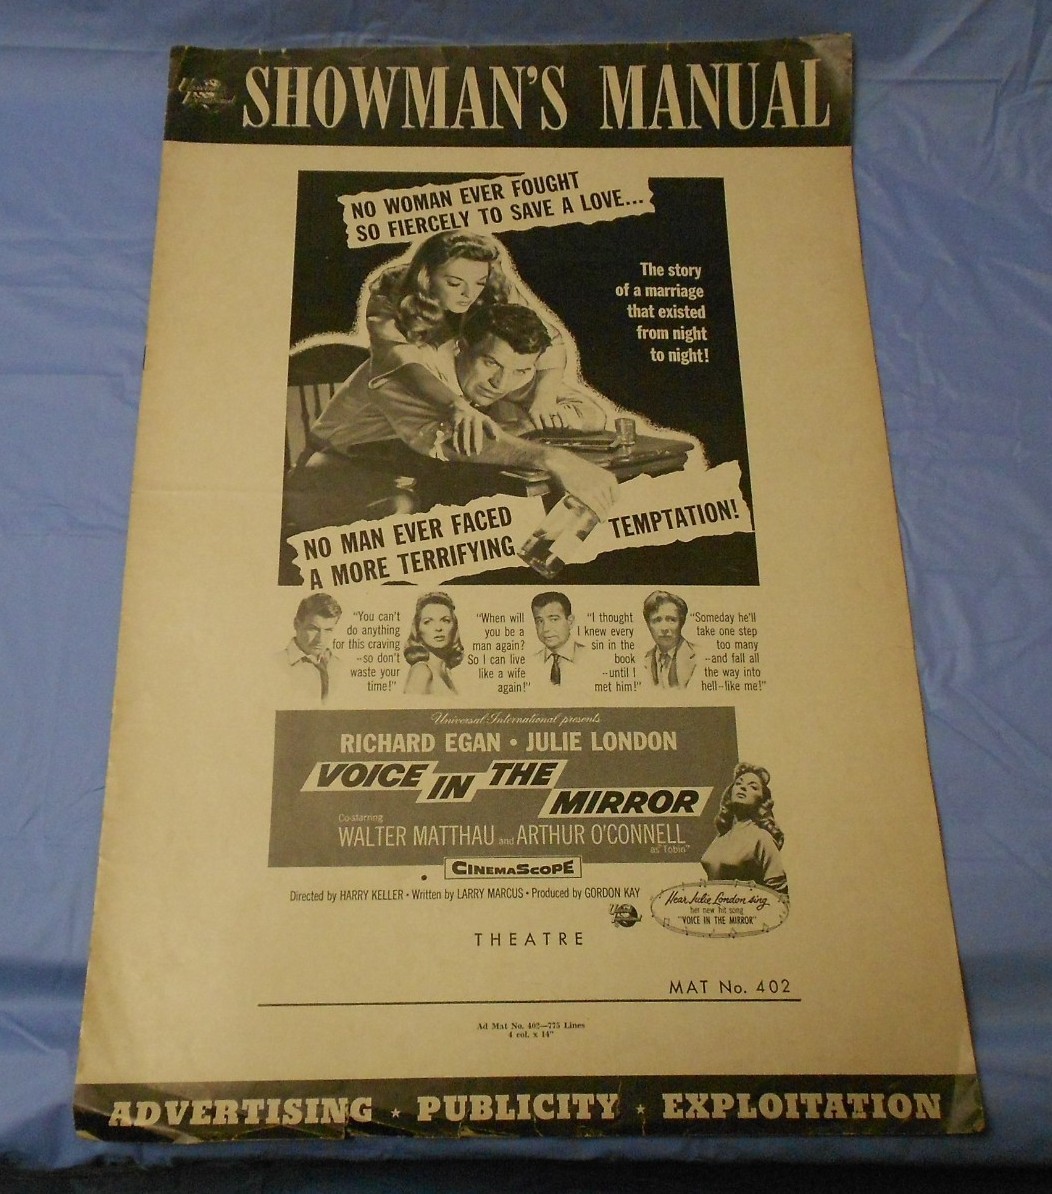 SHOWMAN'S MANUAL
NO WOMAN EVER FOUGHT
SO FIERCELY TO SAVE A LOVE...
The story
of a marriage
that existed
from night
to night!
NO MAN EVER FACED
A MORE TERRIFYING
TEMPTATION!
"You can't
do anything
for this craving
--so don't
waste your
time!"
"When will
you be a
man again?
So I can live
like a wife
again!"
"I thought
I knew every
sin in the
book
--until I
met him!"
"Someday he'll
take one step
too many
--and fall all
the way into
hell--like me!"
Universal-International presents
RICHARD EGAN • JULIE LONDON
VOICE IN THE
MIRROR
Co-starring
WALTER MATTHAU and ARTHUR O'CONNELL
as "Tobin"
CINEMASCOPE
Directed by HARRY KELLER • Written by LARRY MARCUS • Produced by GORDON KAY
Hear Julie London sing
her new hit song
"VOICE IN THE MIRROR"
THEATRE
MAT No. 402
Ad Mat No. 402—775 Lines
4 col. x 14"
ADVERTISING ★ PUBLICITY ★ EXPLOITATION